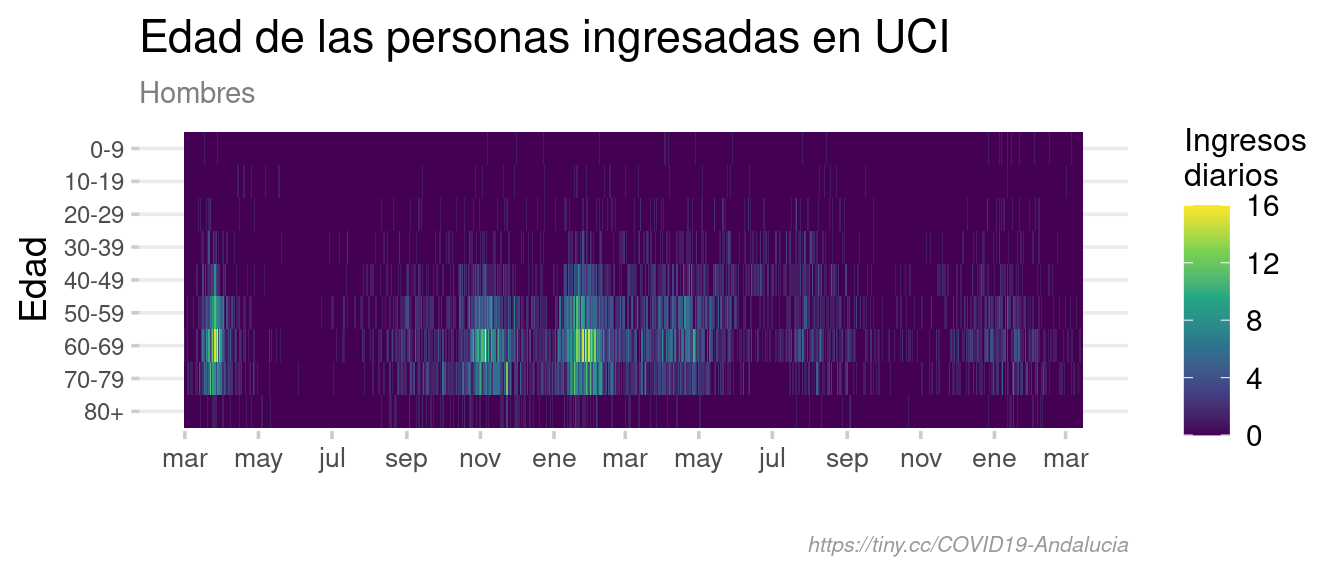 Edad de las personas ingresadas en UCI
Hombres
Edad
0-9
10-19
20-29
30-39
40-49
50-59
60-69
70-79
80+
mar may jul sep nov ene mar may jul sep nov ene mar
Ingresos
diarios
16
12
8
4
0
https://tiny.cc/COVID19-Andalucia